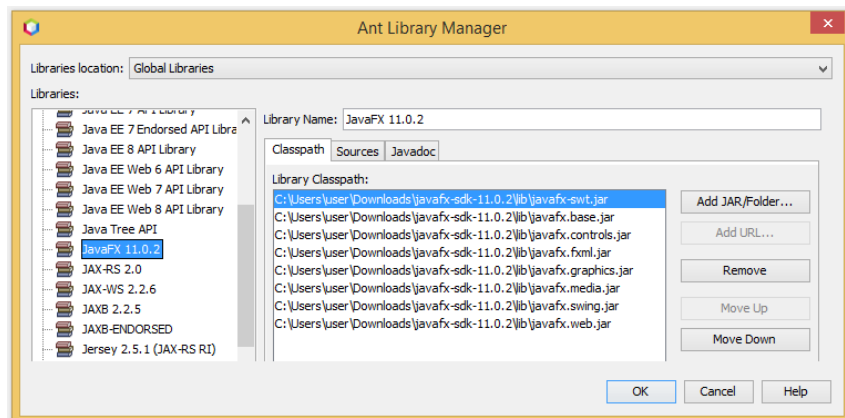 Ant Library Manager
Libraries location: Global Libraries
Libraries:
Java EE 7 API Library
Java EE 7 Endorsed API Libra
Java EE 8 API Library
Java EE Web 6 API Library
Java EE Web 7 API Library
Java EE Web 8 API Library
Java Tree API
JavaFX 11.0.2
JAX-RS 2.0
JAX-WS 2.2.6
JAXB 2.2.5
JAXB-ENDORSED
Jersey 2.5.1 (JAX-RS RI)
Library Name: JavaFX 11.0.2
Classpath Sources Javadoc
Library Classpath:
C:\Users\user\Downloads\javafx-sdk-11.0.2\lib\javafx-swt.jar
C:\Users\user\Downloads\javafx-sdk-11.0.2\lib\javafx.base.jar
C:\Users\user\Downloads\javafx-sdk-11.0.2\lib\javafx.controls.jar
C:\Users\user\Downloads\javafx-sdk-11.0.2\lib\javafx.fxml.jar
C:\Users\user\Downloads\javafx-sdk-11.0.2\lib\javafx.graphics.jar
C:\Users\user\Downloads\javafx-sdk-11.0.2\lib\javafx.media.jar
C:\Users\user\Downloads\javafx-sdk-11.0.2\lib\javafx.swing.jar
C:\Users\user\Downloads\javafx-sdk-11.0.2\lib\javafx.web.jar
Add JAR/Folder...
Add URL...
Remove
Move Up
Move Down
OK Cancel Help